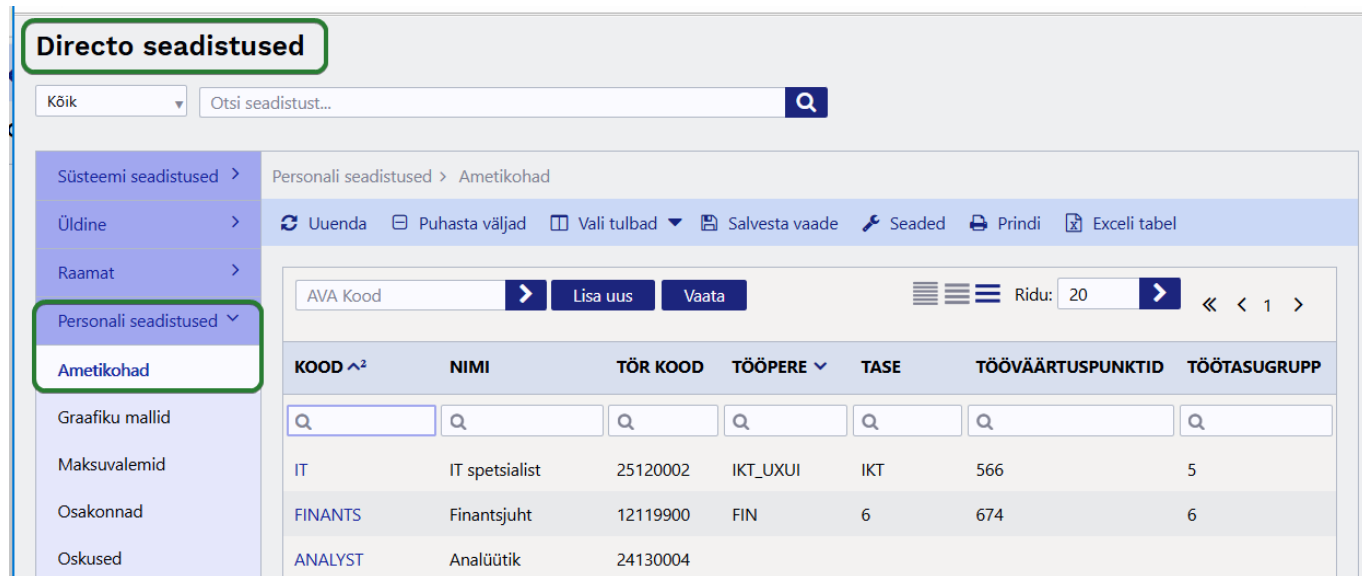 Directo seadistused
Kõik Otsi seadistust...
Süsteemi seadistused
Üldine
Raamat
Personali seadistused
Ametikohad
Graafiku mallid
Maksuvalemid
Osakonnad
Oskused
Personali seadistused > Ametikohad
Uuenda Puhasta väljad Vali tulbad Salvesta vaade Seaded Prindi Exceli tabel
AVA Kood Lisa uus Vaata Ridu: 20 1
KOOD 2 NIMI TÖR KOOD TÖÖPERE TASE TÖÖVÄÄRTUSPUNKTID TÖÖTASUGRUPP
IT IT spetsialist 25120002 IKT_UXUI IKT 566 5
FINANTS Finantsjuht 12119900 FIN 6 674 6
ANALYST Analüütik 24130004